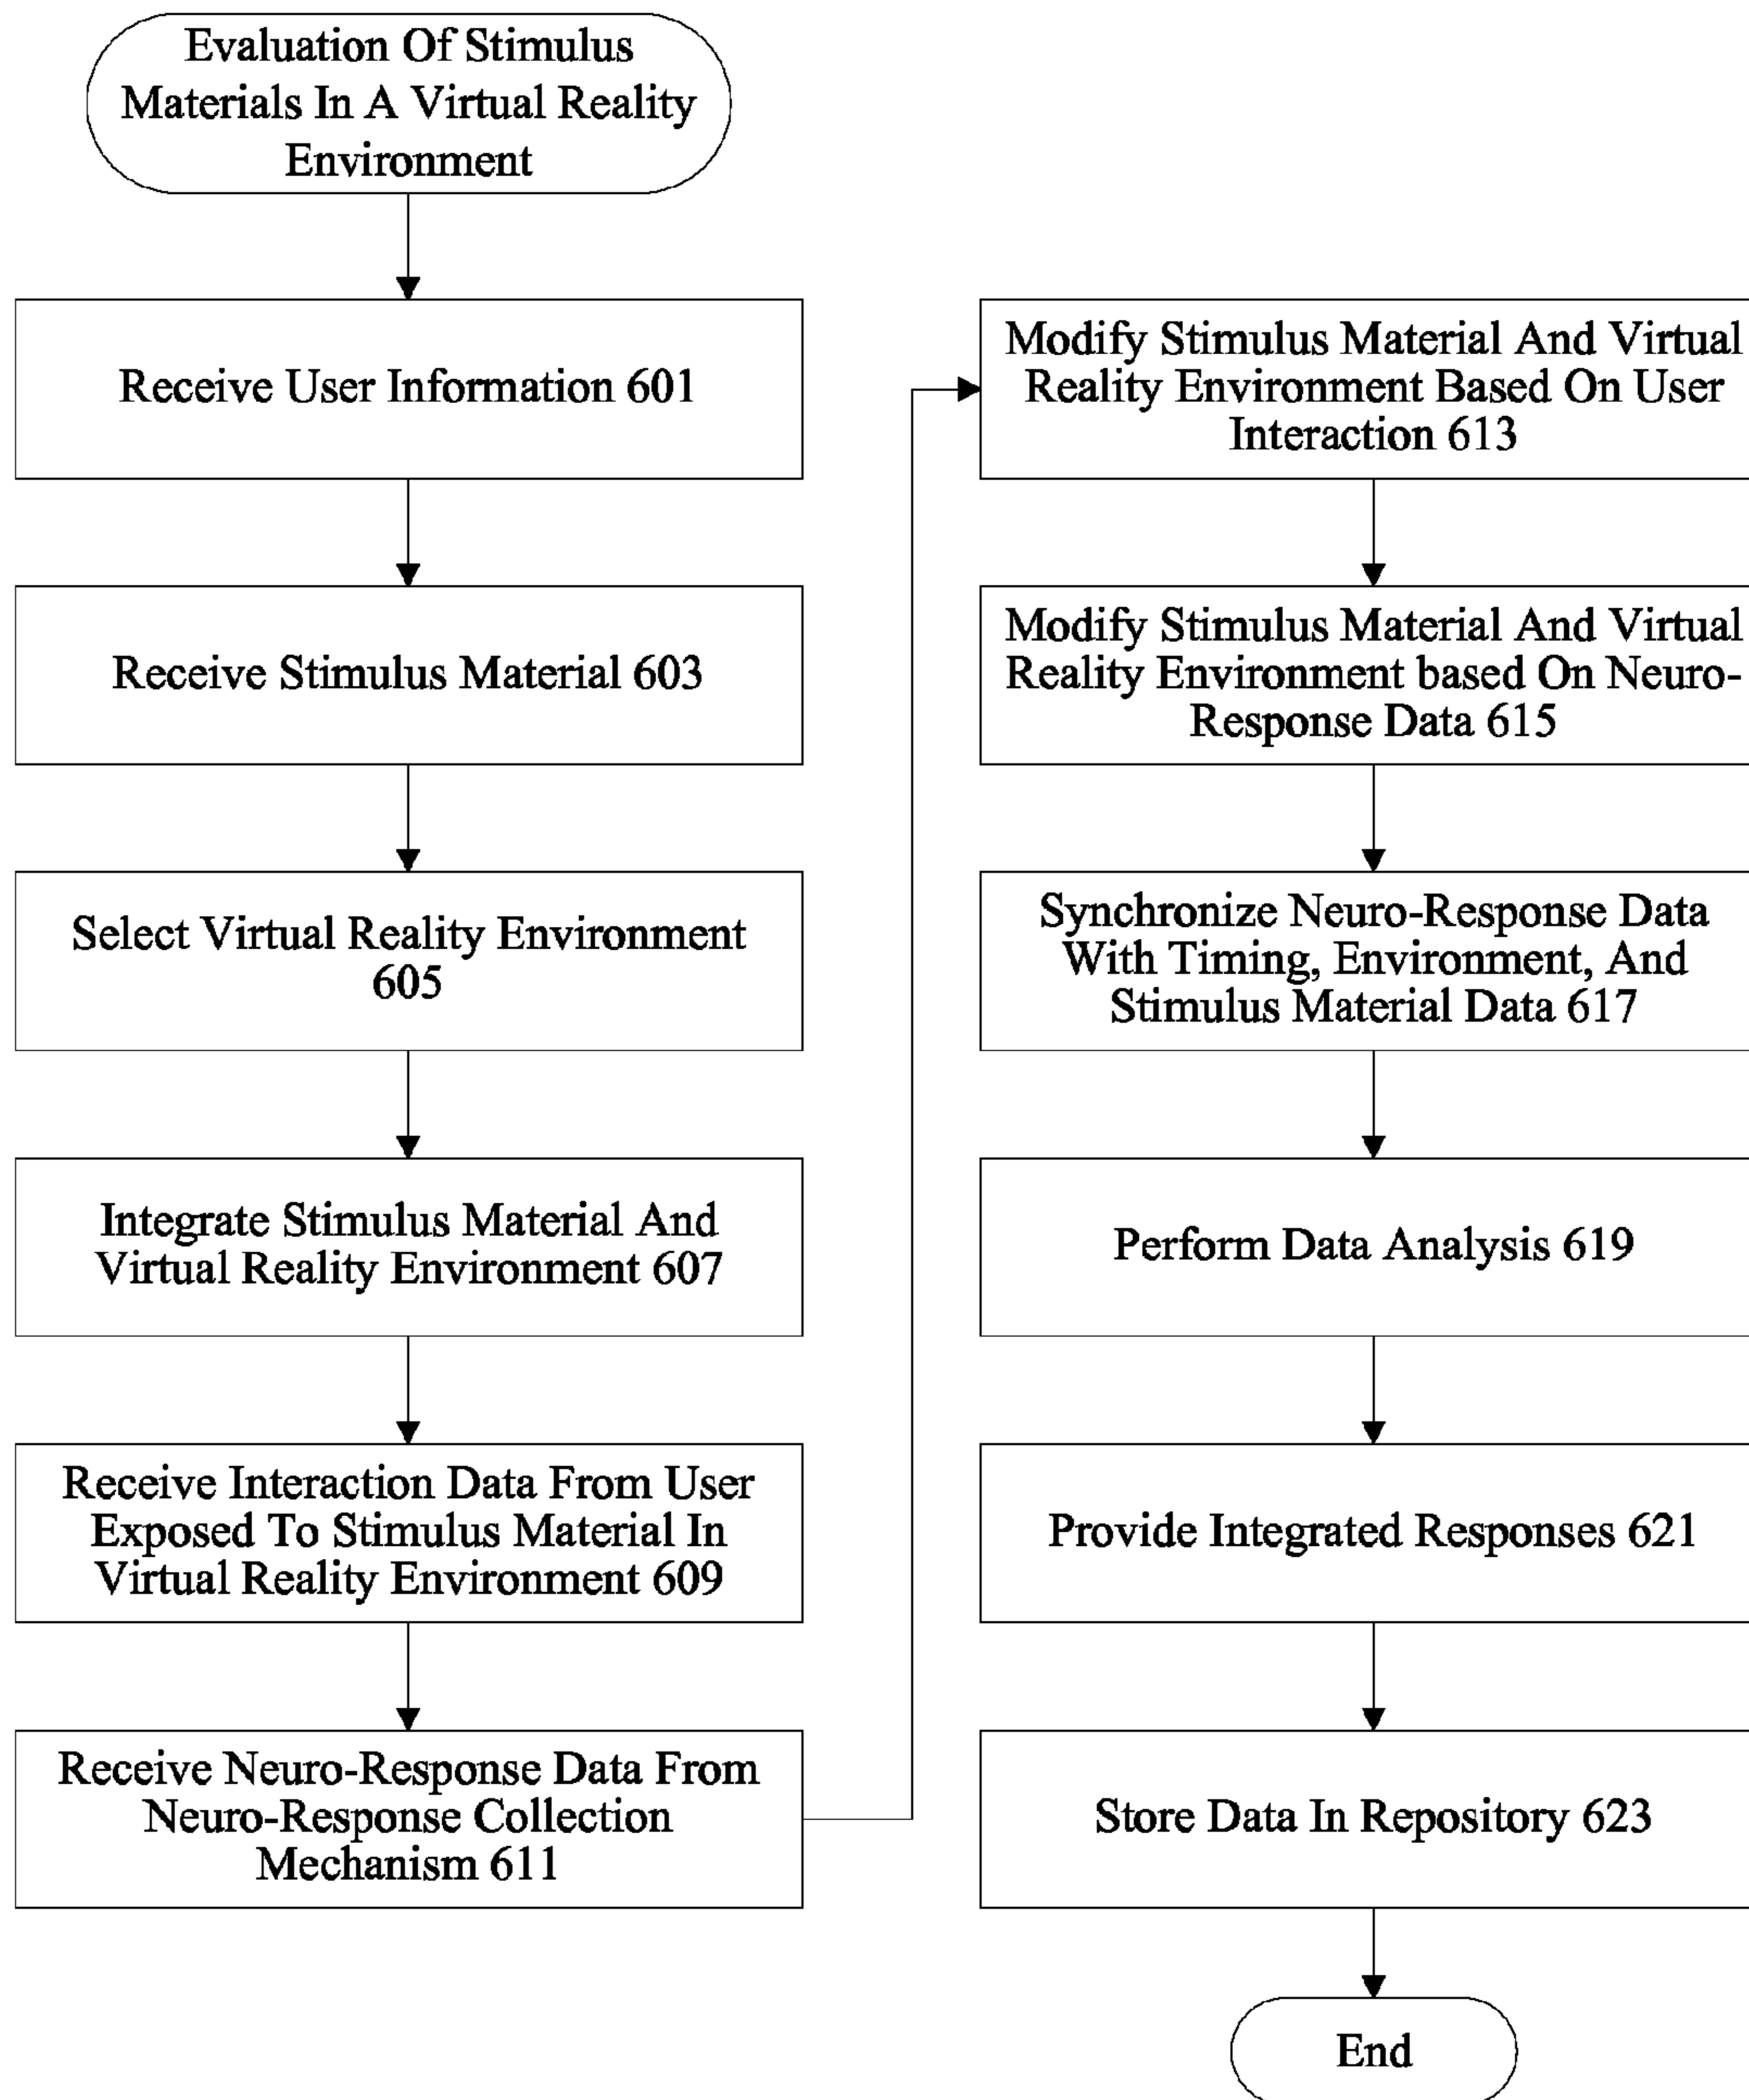 Evaluation Of Stimulus
Materials In A Virtual Reality
Environment
Receive User Information 601
Receive Stimulus Material 603
Select Virtual Reality Environment
605
Integrate Stimulus Material And
Virtual Reality Environment 607
Receive Interaction Data From User
Exposed To Stimulus Material In
Virtual Reality Environment 609
Receive Neuro-Response Data From
Neuro-Response Collection
Mechanism 611
Modify Stimulus Material And Virtual
Reality Environment Based On User
Interaction 613
Modify Stimulus Material And Virtual
Reality Environment based On Neuro-
Response Data 615
Synchronize Neuro-Response Data
With Timing, Environment, And
Stimulus Material Data 617
Perform Data Analysis 619
Provide Integrated Responses 621
Store Data In Repository 623
End